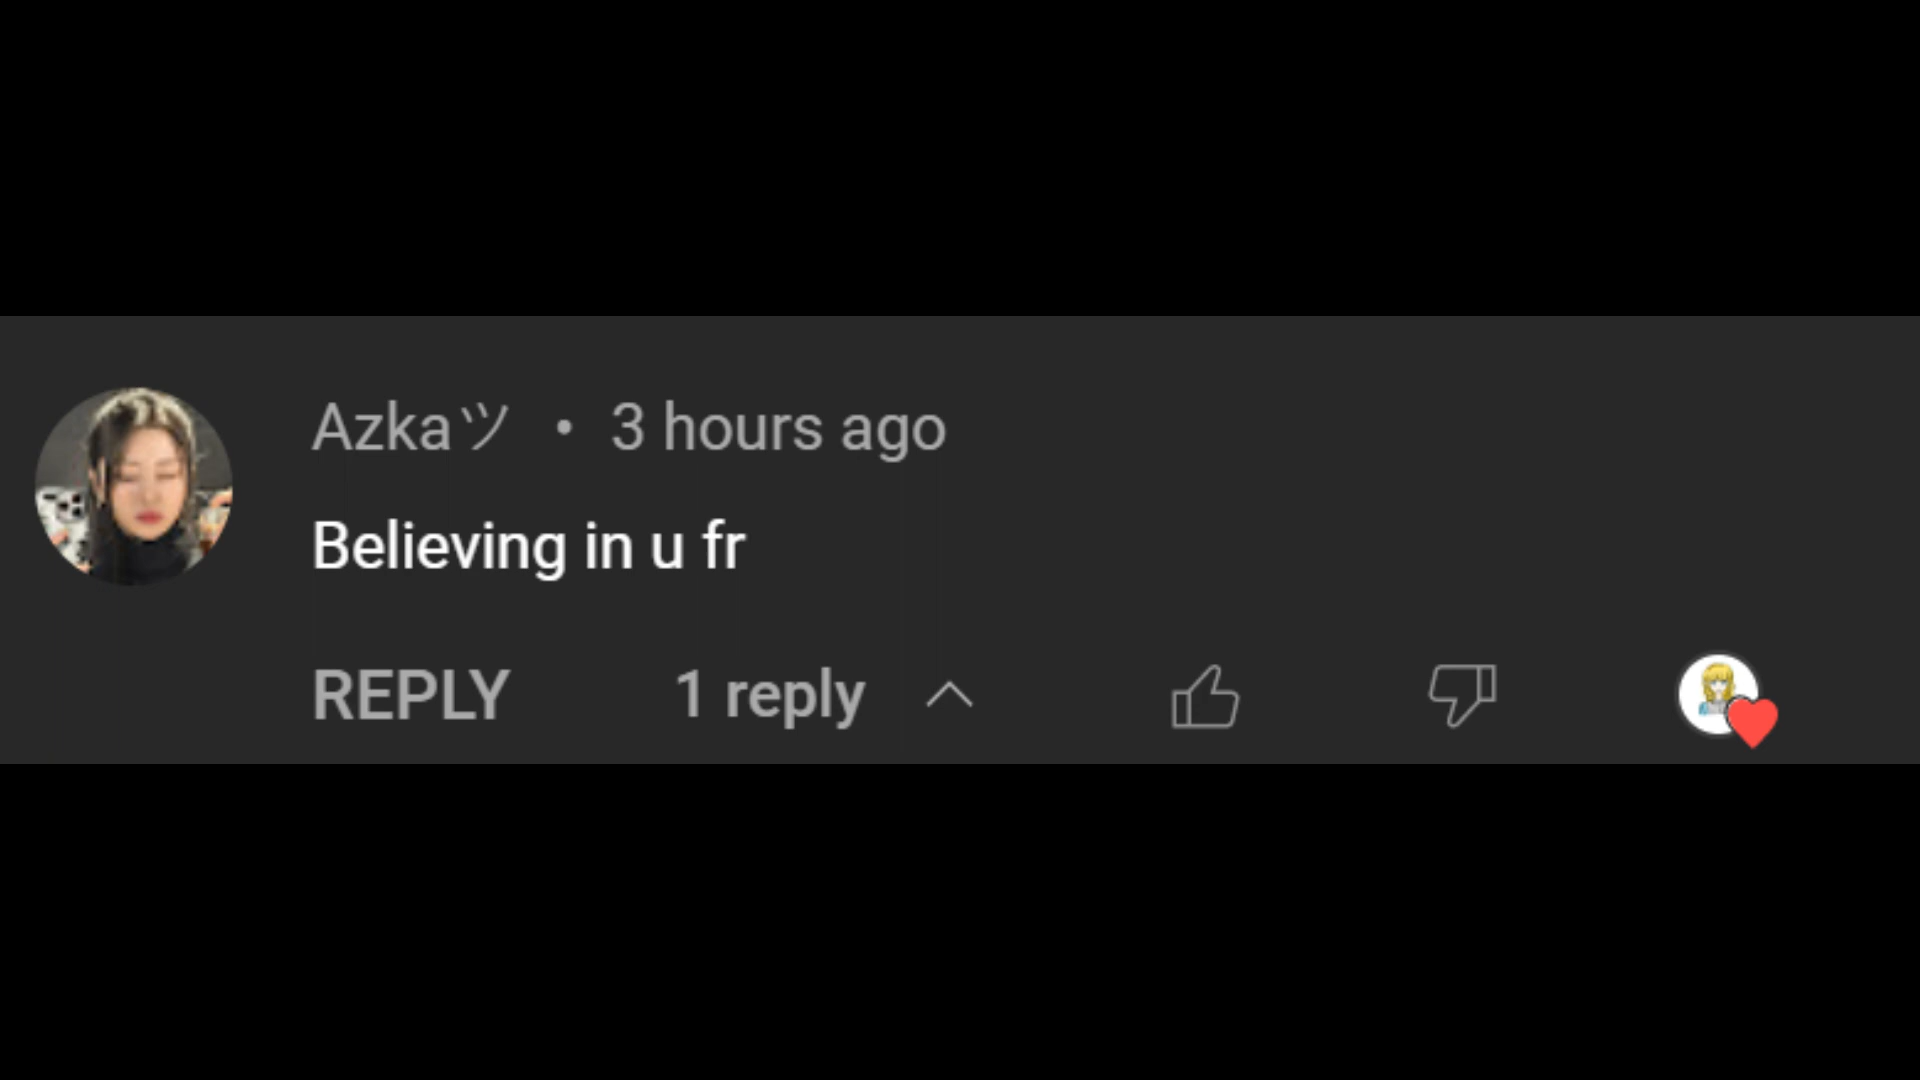 Azkaツ • 3 hours ago
Believing in u fr
REPLY 1 reply